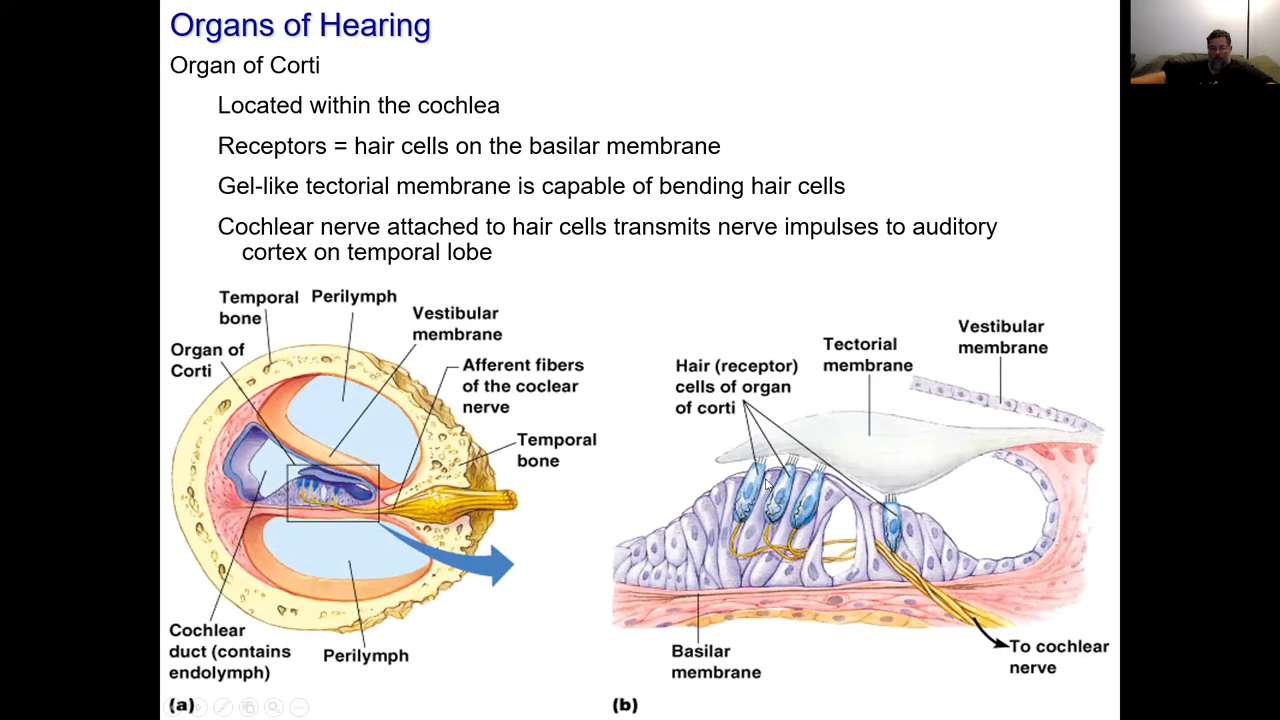 Organs of Hearing
Organ of Corti
Located within the cochlea
Receptors = hair cells on the basilar membrane
Gel-like tectorial membrane is capable of bending hair cells
Cochlear nerve attached to hair cells transmits nerve impulses to auditory
cortex on temporal lobe
Temporal
bone
Perilymph
Vestibular
membrane
Organ of
Corti
Afferent fibers
of the coclear
nerve
Temporal
bone
Cochlear
duct (contains
endolymph)
Perilymph
(a)
Hair (receptor)
cells of organ
of corti
Tectorial
membrane
Vestibular
membrane
Basilar
membrane
To cochlear
nerve
(b)